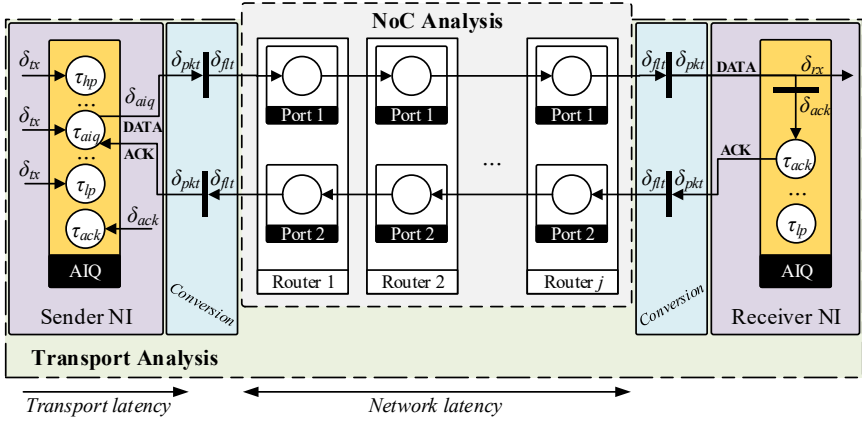 NoC Analysis
δtx
τhp
...
δaiq
δtx
τaiq
DATA
ACK
...
δtx
τlp
τack
δack
AIQ
Sender NI
δpkt
δflt
δpkt
δflt
Conversion
Port 1
Port 1
Port 1
...
Port 2
Port 2
Port 2
Router 1
Router 2
Router j
δflt
δpkt
δflt
δpkt
Conversion
DATA
δrx
δack
ACK
τack
...
τlp
AIQ
Receiver NI
Transport Analysis
Transport latency
Network latency